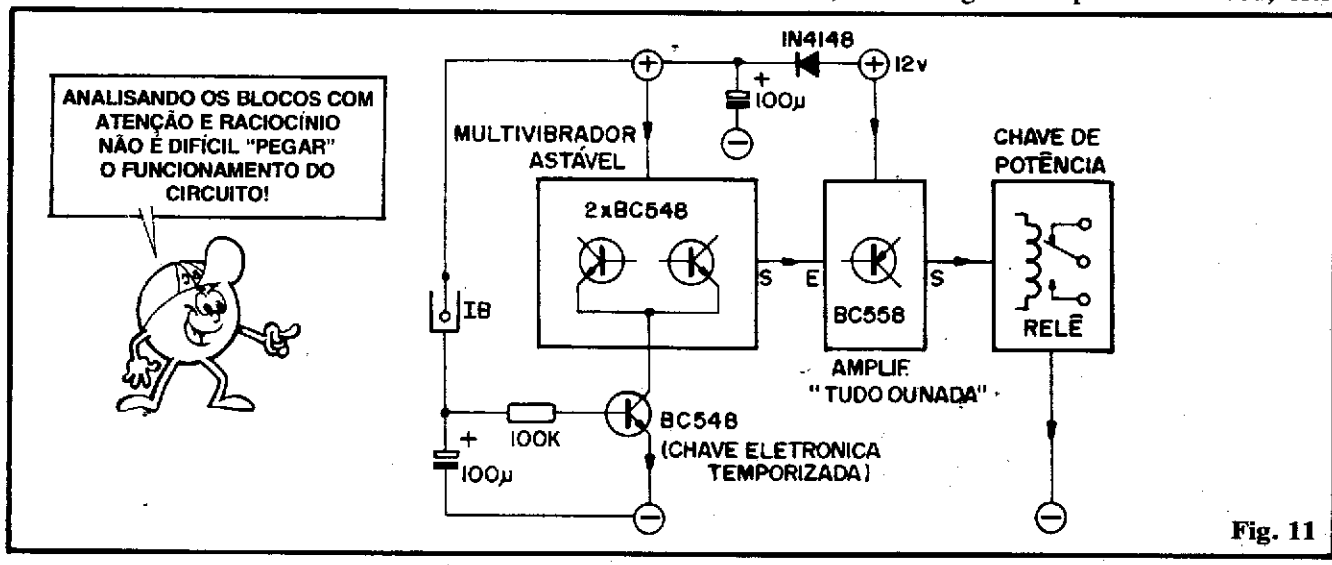 ANALISANDO OS BLOCOS COM
ATENÇÃO E RACIOCÍNIO
NÃO É DIFÍCIL "PEGAR"
O FUNCIONAMENTO DO
CIRCUITO!
1N4148
+
+
12v
+
100µ
−
MULTIVIBRADOR
ASTÁVEL
2xBC548
S
E
BC558
S
AMPLIF.
"TUDO OU NADA"
CHAVE DE
POTÊNCIA
RELÊ
IB
+
100µ
100K
BC548
(CHAVE ELETRONICA
TEMPORIZADA)
−
−
Fig. 11